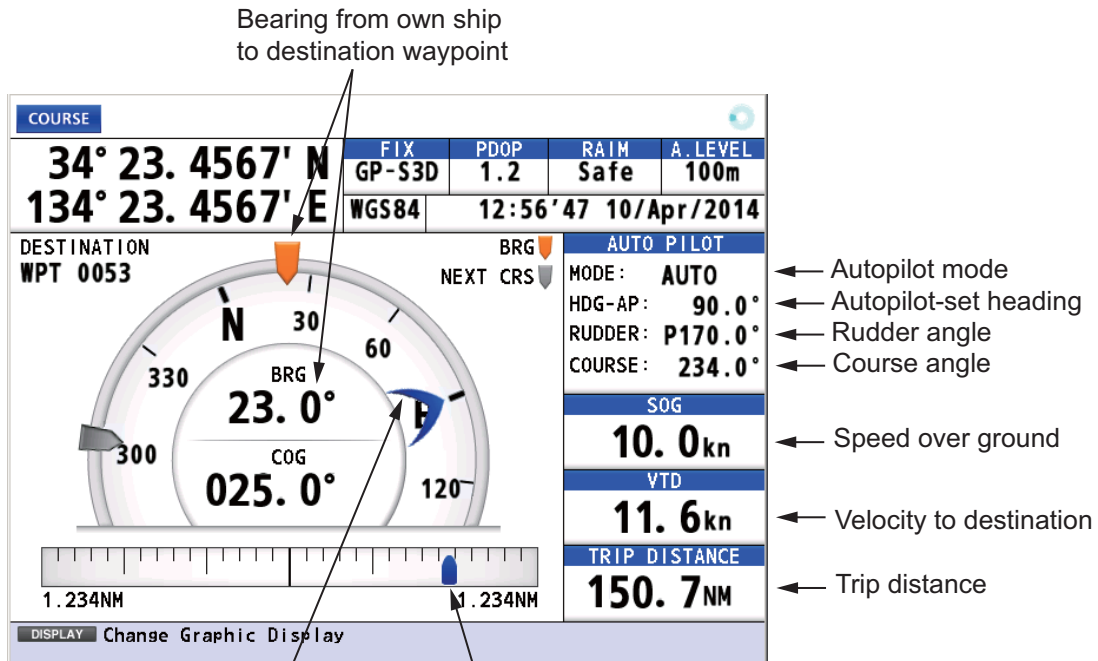 Bearing from own ship
to destination waypoint
COURSE
34° 23. 4567' N
134° 23. 4567' E
FIX PDOP RAIM A.LEVEL
GP-S3D 1.2 Safe 100m
WGS84 12:56'47 10/Apr/2014
DESTINATION
WPT 0053
BRG
NEXT CRS
N 30 60 E 120
330
300
BRG
23. 0°
COG
025. 0°
1.234NM 1.234NM
AUTO PILOT
MODE: AUTO
HDG-AP: 90.0°
RUDDER: P170.0°
COURSE: 234.0°
SOG
10. 0kn
VTD
11. 6kn
TRIP DISTANCE
150. 7NM
Autopilot mode
Autopilot-set heading
Rudder angle
Course angle
Speed over ground
Velocity to destination
Trip distance
DISPLAY Change Graphic Display